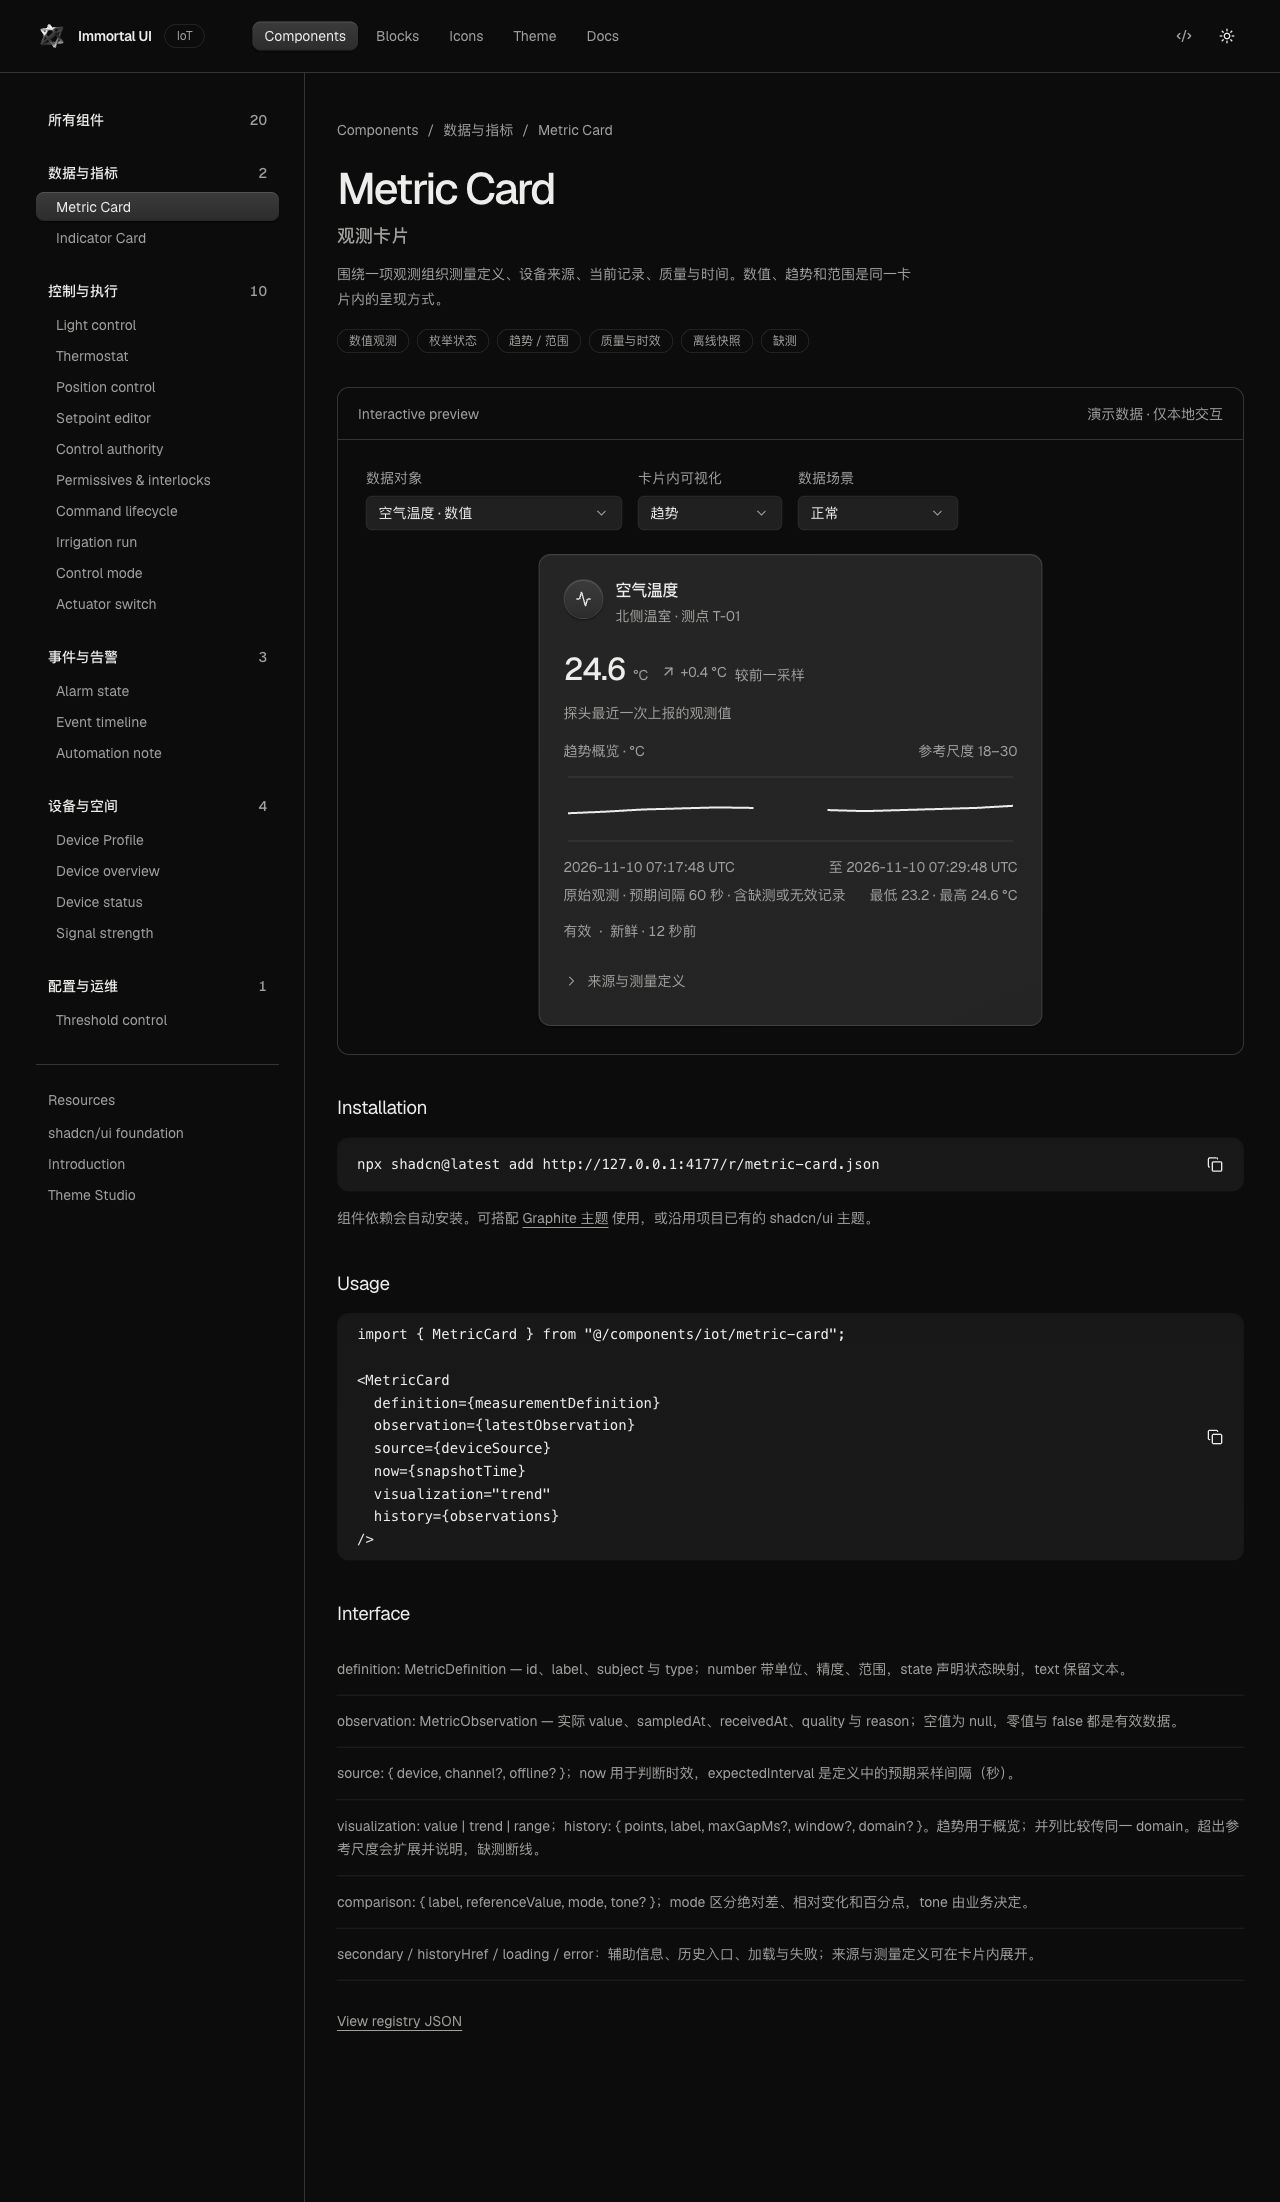 Immortal UI
IoT
Components
Blocks
Icons
Theme
Docs
所有组件 20
数据与指标 2
Metric Card
Indicator Card
控制与执行 10
Light control
Thermostat
Position control
Setpoint editor
Control authority
Permissives & interlocks
Command lifecycle
Irrigation run
Control mode
Actuator switch
事件与告警 3
Alarm state
Event timeline
Automation note
设备与空间 4
Device Profile
Device overview
Device status
Signal strength
配置与运维 1
Threshold control
Resources
shadcn/ui foundation
Introduction
Theme Studio
Components / 数据与指标 / Metric Card
Metric Card
观测卡片
围绕一项观测组织测量定义、设备来源、当前记录、质量与时间。数值、趋势和范围是同一卡
片内的呈现方式。
数值观测
枚举状态
趋势 / 范围
质量与时效
离线快照
缺测
Interactive preview
演示数据 · 仅本地交互
数据对象
卡片内可视化
数据场景
空气温度 · 数值
趋势
正常
空气温度
北侧温室 · 测点 T-01
24.6 °C +0.4 °C 较前一采样
探头最近一次上报的观测值
趋势概览 · °C
参考尺度 18–30
2026-11-10 07:17:48 UTC
至 2026-11-10 07:29:48 UTC
原始观测 · 预期间隔 60 秒 · 含缺测或无效记录
最低 23.2 · 最高 24.6 °C
有效 · 新鲜 · 12 秒前
来源与测量定义
Installation
npx shadcn@latest add http://127.0.0.1:4177/r/metric-card.json
组件依赖会自动安装。可搭配 Graphite 主题 使用，或沿用项目已有的 shadcn/ui 主题。
Usage
import { MetricCard } from "@/components/iot/metric-card";
<MetricCard
definition={measurementDefinition}
observation={latestObservation}
source={deviceSource}
now={snapshotTime}
visualization="trend"
history={observations}
/>
Interface
definition: MetricDefinition — id、label、subject 与 type；number 带单位、精度、范围，state 声明状态映射，text 保留文本。
observation: MetricObservation — 实际 value、sampledAt、receivedAt、quality 与 reason；空值为 null，零值与 false 都是有效数据。
source: { device, channel?, offline? }；now 用于判断时效，expectedInterval 是定义中的预期采样间隔（秒）。
visualization: value | trend | range；history: { points, label, maxGapMs?, window?, domain? }。趋势用于概览；并列比较传同一 domain。超出参
考尺度会扩展并说明，缺测断线。
comparison: { label, referenceValue, mode, tone? }；mode 区分绝对差、相对变化和百分点，tone 由业务决定。
secondary / historyHref / loading / error：辅助信息、历史入口、加载与失败；来源与测量定义可在卡片内展开。
View registry JSON